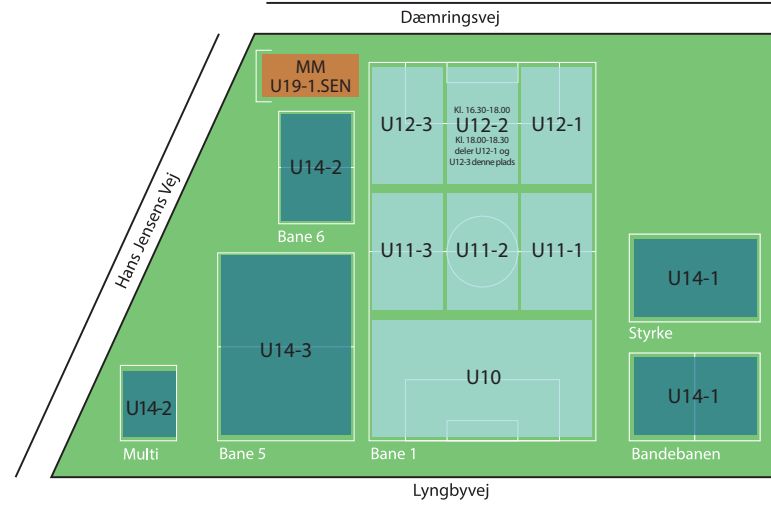 Dæmringsvej
Hans Jensens Vej
MM
U19-1.SEN
U14-2
Bane 6
U12-3
Kl. 16.30-18.00
U12-2
Kl. 18.00-18.30
deler U12-1 og
U12-3 denne plads
U12-1
U11-3
U11-2
U11-1
U14-1
Styrke
U14-3
U10
U14-2
U14-1
Multi
Bane 5
Bane 1
Bandebanen
Lyngbyvej